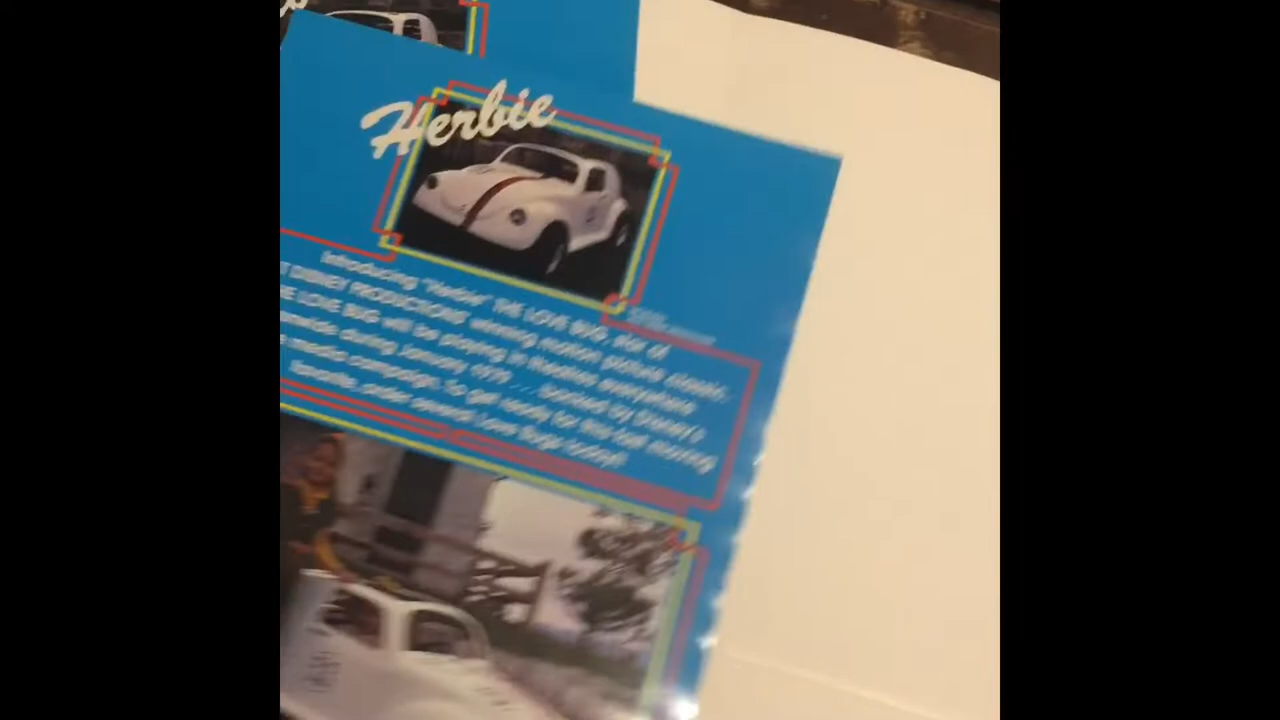 Herbie
Introducing "Herbie" THE LOVE BUG, star of
DISNEY PRODUCTIONS' winning motion picture classic.
LOVE BUG will be playing in theatres everywhere
during January 1979 . . . backed by Disney's
media campaign. To get ready for this fast moving
favorite, order several Love Bugs today!